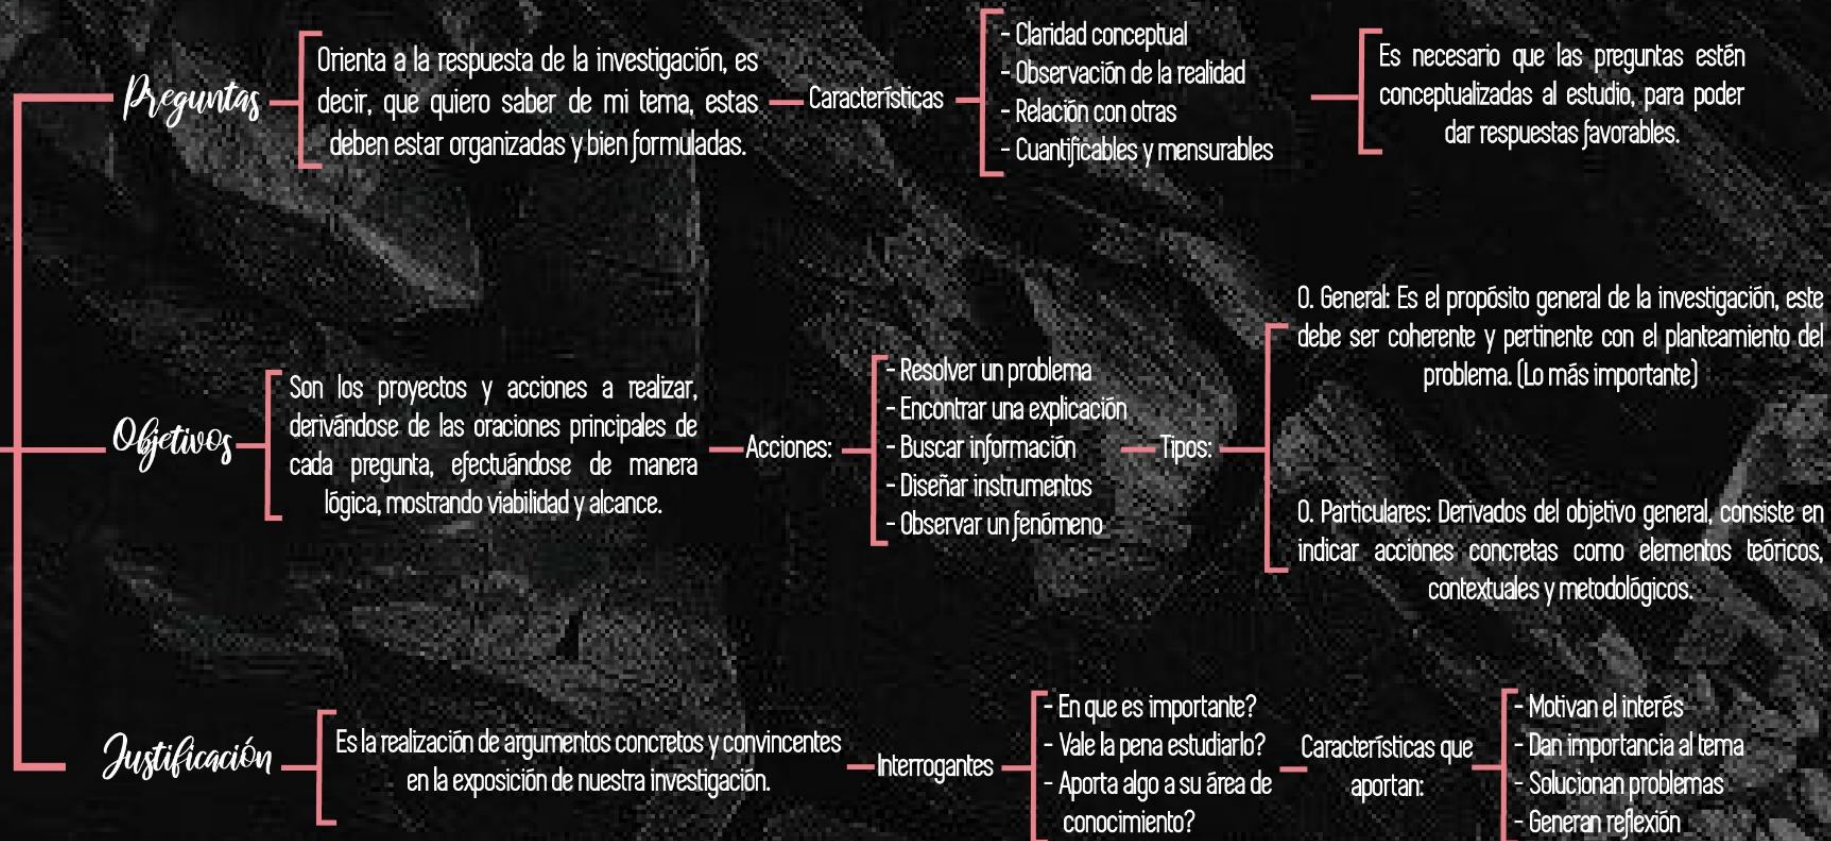 Preguntas
Orienta a la respuesta de la investigación, es
decir, que quiero saber de mi tema, estas
deben estar organizadas y bien formuladas.
Características
- Claridad conceptual
- Observación de la realidad
- Relación con otras
- Cuantificables y mensurables
Es necesario que las preguntas estén
conceptualizadas al estudio, para poder
dar respuestas favorables.
Objetivos
Son los proyectos y acciones a realizar,
derivándose de las oraciones principales de
cada pregunta, efectuándose de manera
lógica, mostrando viabilidad y alcance.
Acciones:
- Resolver un problema
- Encontrar una explicación
- Buscar información
- Diseñar instrumentos
- Observar un fenómeno
Tipos:
O. General: Es el propósito general de la investigación, este
debe ser coherente y pertinente con el planteamiento del
problema. (Lo más importante)
O. Particulares: Derivados del objetivo general, consiste en
indicar acciones concretas como elementos teóricos,
contextuales y metodológicos.
Justificación
Es la realización de argumentos concretos y convincentes
en la exposición de nuestra investigación.
Interrogantes
- En que es importante?
- Vale la pena estudiarlo?
- Aporta algo a su área de
conocimiento?
Características que
aportan:
- Motivan el interés
- Dan importancia al tema
- Solucionan problemas
- Generan reflexión